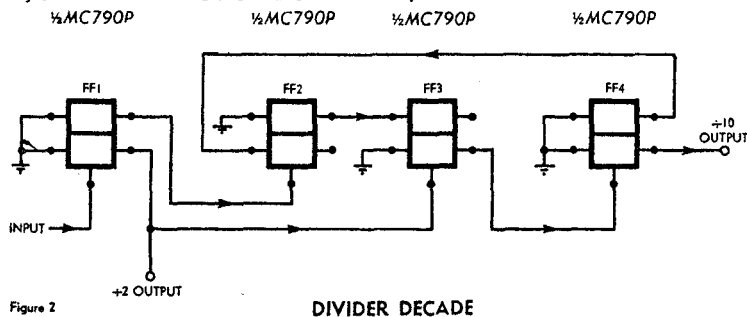 ½MC790P ½MC790P ½MC790P ½MC790P
FF1 FF2 FF3 FF4
÷10
OUTPUT
INPUT
÷2 OUTPUT
Figure 2
DIVIDER DECADE